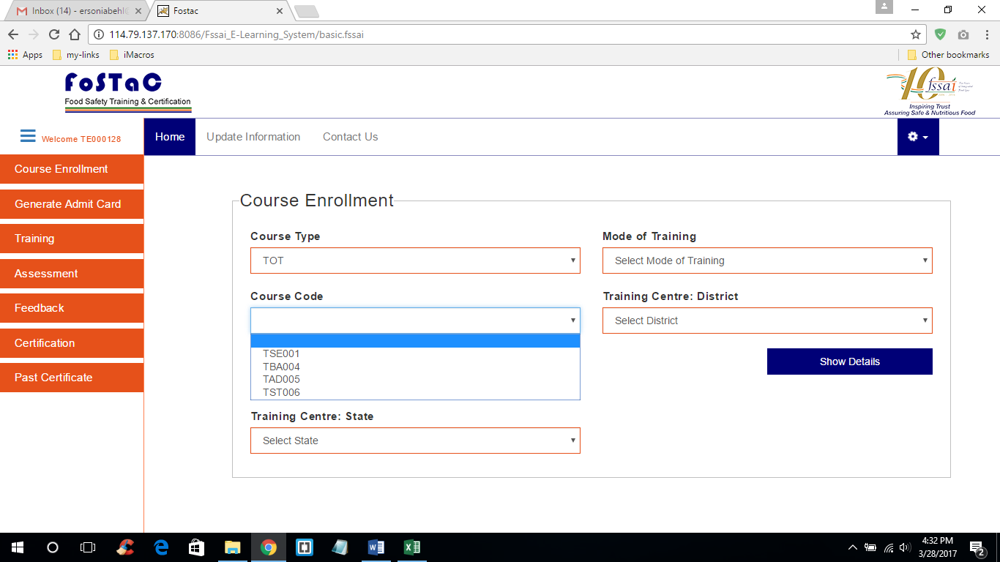 Inbox (14) - ersoniabehl@
Fostac
114.79.137.170:8086/Fssai_E-Learning_System/basic.fssai
Apps
my-links
iMacros
Other bookmarks
FoSTaC
Food Safety Training & Certification
10 fssai
Inspiring Trust
Assuring Safe & Nutritious Food
Welcome TE000128
Home
Update Information
Contact Us
Course Enrollment
Generate Admit Card
Training
Assessment
Feedback
Certification
Past Certificate
Course Enrollment
Course Type
TOT
Mode of Training
Select Mode of Training
Course Code
TSE001
TBA004
TAD005
TST006
Training Centre: District
Select District
Show Details
Training Centre: State
Select State
4:32 PM
3/28/2017
2